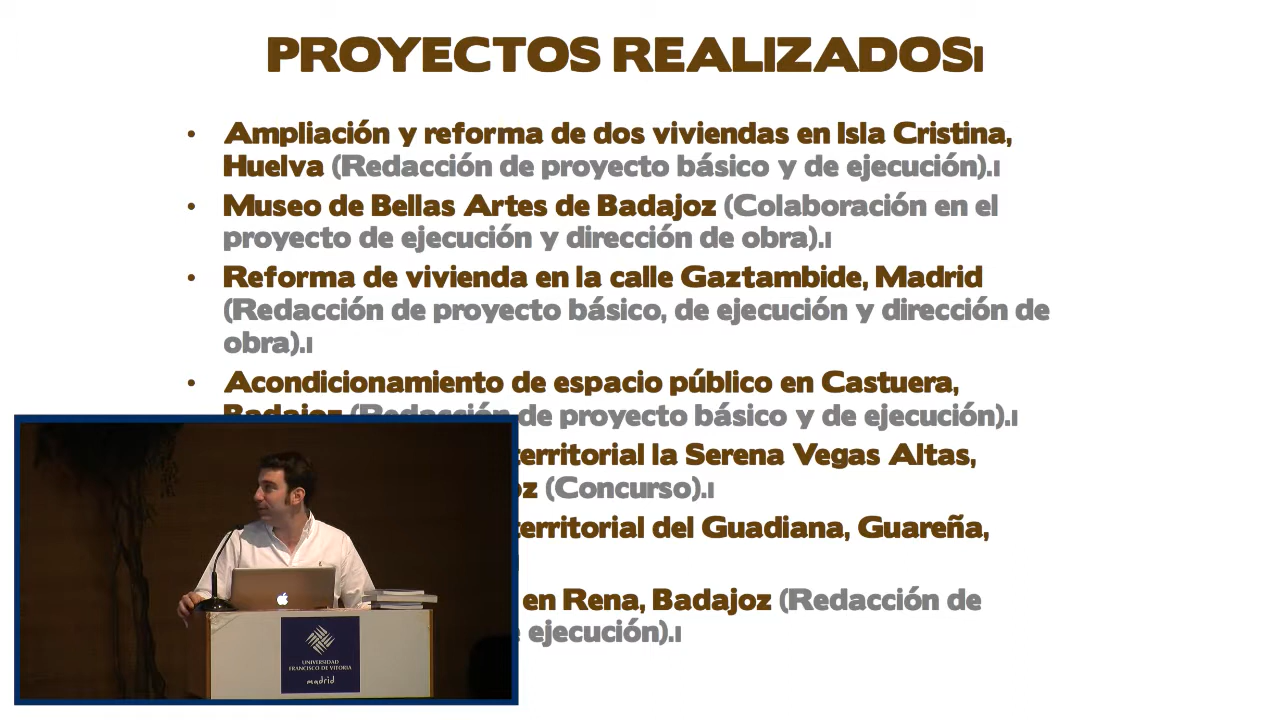 PROYECTOS REALIZADOS
• Ampliación y reforma de dos viviendas en Isla Cristina,
Huelva (Redacción de proyecto básico y de ejecución).
• Museo de Bellas Artes de Badajoz (Colaboración en el
proyecto de ejecución y dirección de obra).
• Reforma de vivienda en la calle Gaztambide, Madrid
(Redacción de proyecto básico, de ejecución y dirección de
obra).
• Acondicionamiento de espacio público en Castuera,
Badajoz (Redacción de proyecto básico y de ejecución).
territorial la Serena Vegas Altas,
(Concurso).
territorial del Guadiana, Guareña,
en Rena, Badajoz (Redacción de
ejecución).
UNIVERSIDAD
FRANCISCO DE VITORIA
madrid